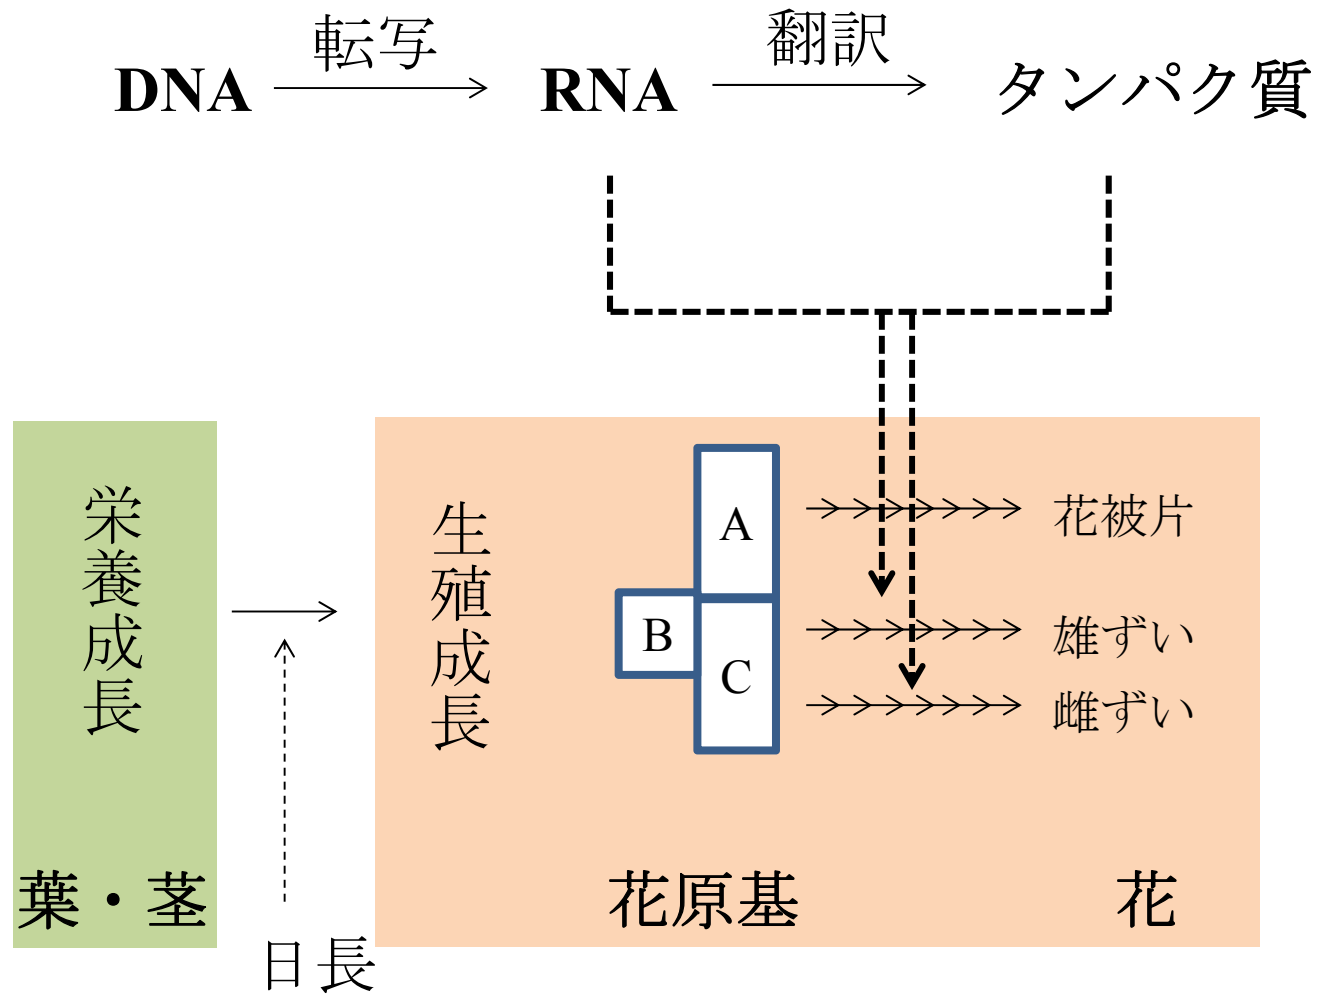 転写
翻訳
DNA
RNA
タンパク質
栄養成長
生殖成長
A
B
C
花被片
雄ずい
雌ずい
葉・茎
花原基
花
日長